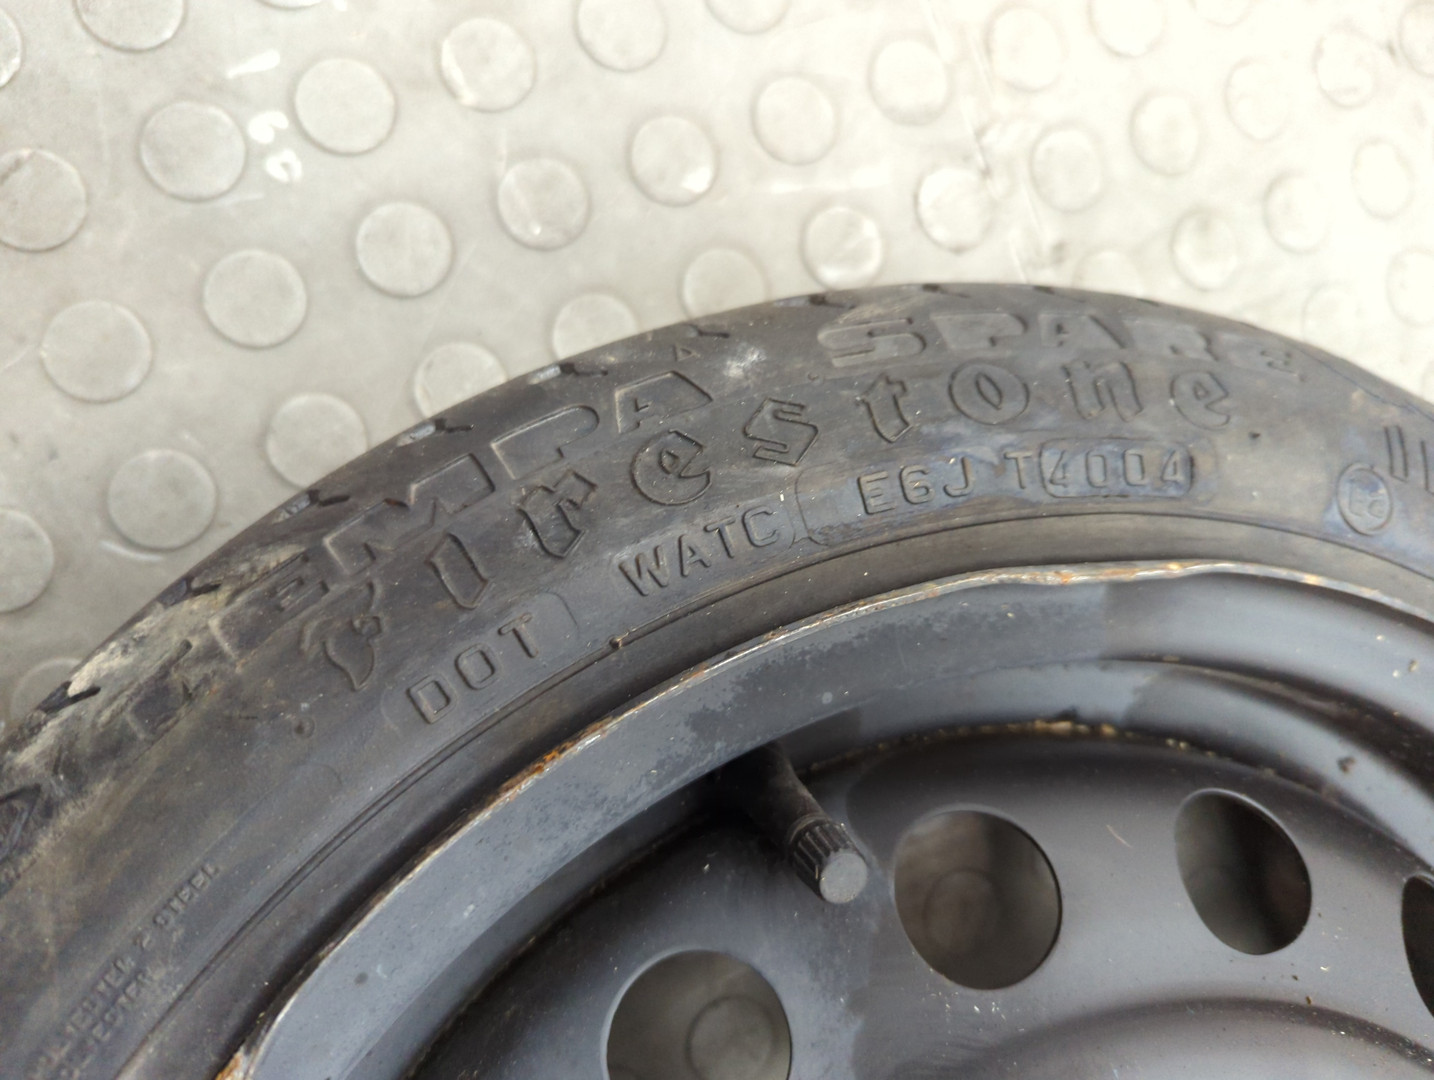 TEMPA SPARE
Firestone
DOT WATC E6J T4004